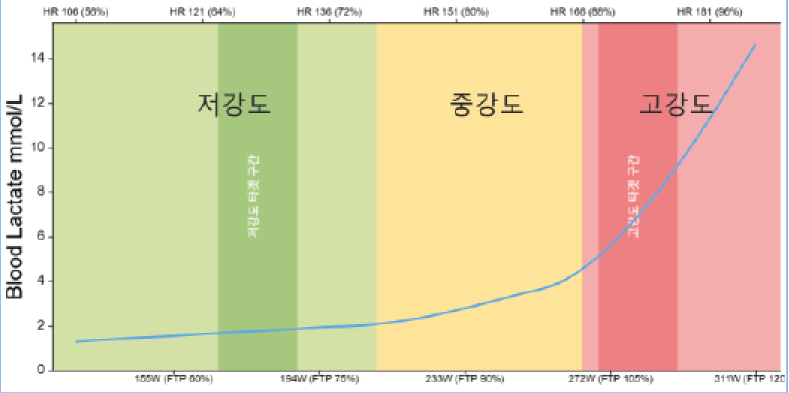 HR 106 (56%) HR 121 (64%) HR 136 (72%) HR 151 (80%) HR 166 (88%) HR 181 (96%)
14
12
10
8
6
4
2
0
Blood Lactate mmol/L
저강도 중강도 고강도
저강도 타겟 구간
고강도 타겟 구간
155W (FTP 60%) 194W (FTP 75%) 233W (FTP 90%) 272W (FTP 105%) 311W (FTP 120